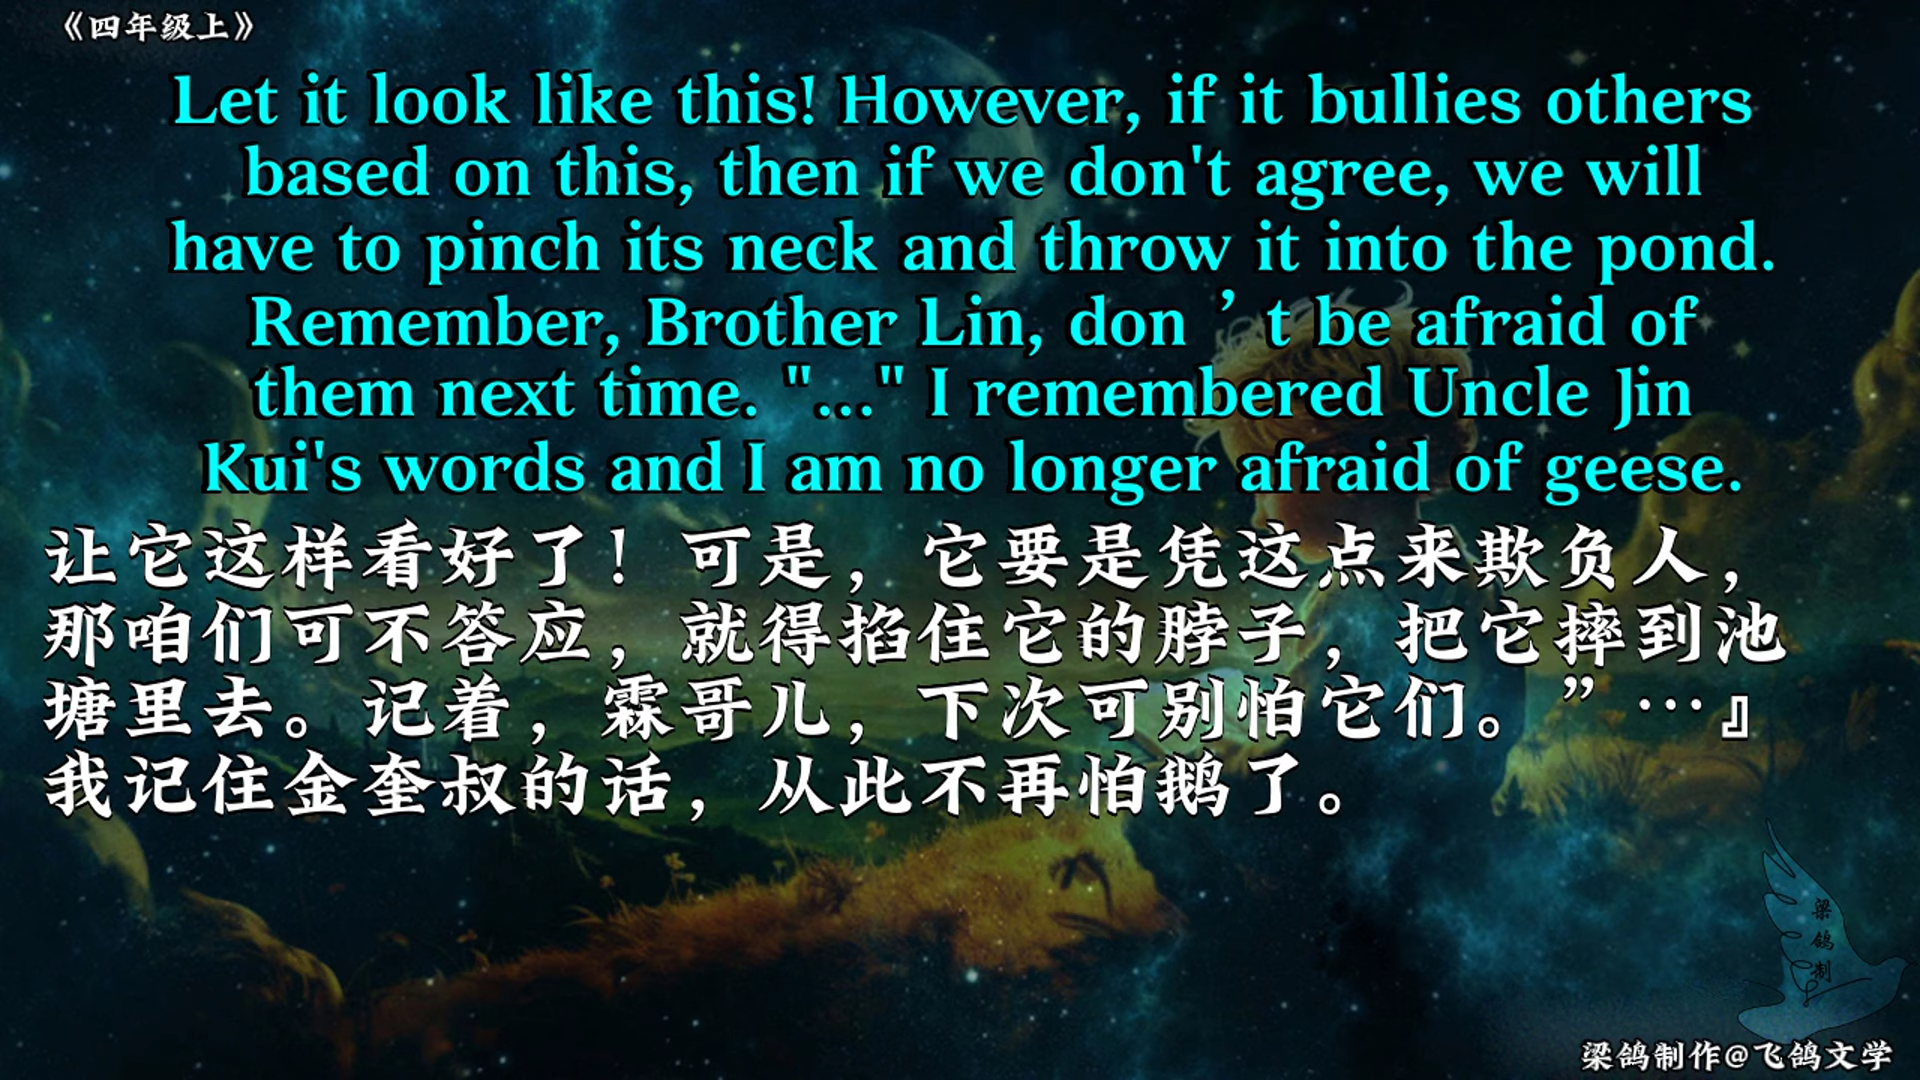 《四年级上》
Let it look like this! However, if it bullies others
based on this, then if we don't agree, we will
have to pinch its neck and throw it into the pond.
Remember, Brother Lin, don ’ t be afraid of
them next time. "..." I remembered Uncle Jin
Kui's words and I am no longer afraid of geese.
让它这样看好了！可是，它要是凭这点来欺负人，
那咱们可不答应，就得掐住它的脖子，把它摔到池
塘里去。记着，霖哥儿，下次可别怕它们。”…』
我记住金奎叔的话，从此不再怕鹅了。
梁
鸽
制
梁鸽制作@飞鸽文学